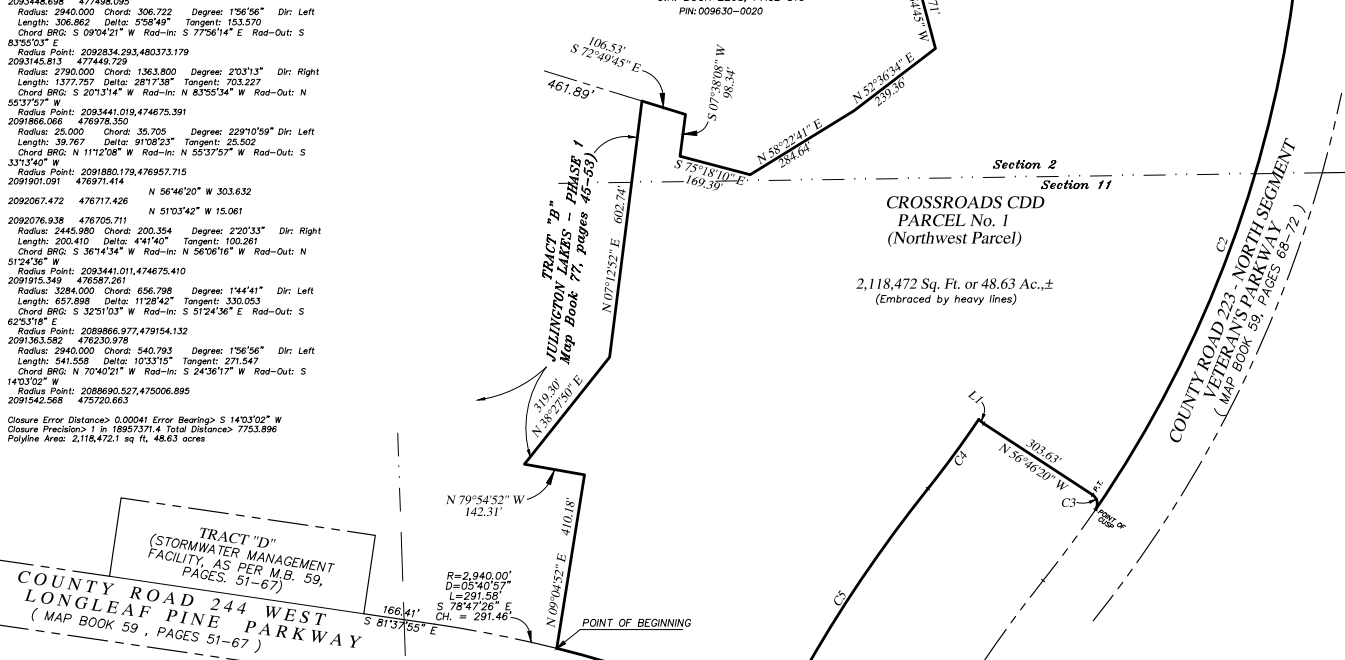 2093448.698 477498.095
Radius: 2940.000 Chord: 306.722 Degree: 1°56'56" Dir: Left
Length: 306.862 Delta: 5°58'49" Tangent: 153.570
Chord BRG: S 09°04'21" W Rad-In: S 77°56'14" E Rad-Out: S
83°55'03" E
Radius Point: 2092834.293,480373.179
2093145.813 477449.729
Radius: 2790.000 Chord: 1363.800 Degree: 2°03'13" Dir: Right
Length: 1377.757 Delta: 28°17'38" Tangent: 703.227
Chord BRG: S 20°13'14" W Rad-In: N 83°55'34" W Rad-Out: N
55°37'57" W
Radius Point: 2093441.019,474675.391
2091866.066 476978.350
Radius: 25.000 Chord: 35.705 Degree: 229°10'59" Dir: Left
Length: 39.767 Delta: 91°08'23" Tangent: 25.502
Chord BRG: N 11°12'08" W Rad-In: N 55°37'57" W Rad-Out: S
33°13'40" W
Radius Point: 2091880.179,476957.715
2091901.091 476971.414
N 56°46'20" W 303.632
2092067.472 476717.426
N 51°03'42" W 15.061
2092076.938 476705.711
Radius: 2445.980 Chord: 200.354 Degree: 2°20'33" Dir: Right
Length: 200.410 Delta: 4°41'40" Tangent: 100.261
Chord BRG: S 36°14'34" W Rad-In: N 56°06'16" W Rad-Out: N
51°24'36" W
Radius Point: 2093441.011,474675.410
2091915.349 476587.261
Radius: 3284.000 Chord: 656.798 Degree: 1°44'41" Dir: Left
Length: 657.898 Delta: 11°28'42" Tangent: 330.053
Chord BRG: S 32°51'03" W Rad-In: S 51°24'36" E Rad-Out: S
62°53'18" E
Radius Point: 2089866.977,479154.132
2091363.582 476230.978
Radius: 2940.000 Chord: 540.793 Degree: 1°56'56" Dir: Left
Length: 541.558 Delta: 10°33'15" Tangent: 271.547
Chord BRG: N 70°40'21" W Rad-In: S 24°36'17" W Rad-Out: S
14°03'02" W
Radius Point: 2088690.527,475006.895
2091542.568 475720.663
Closure Error Distance> 0.00041 Error Bearing> S 14°03'02" W
Closure Precision> 1 in 18957371.4 Total Distance> 7753.896
Polyline Area: 2,118,472.1 sq ft, 48.63 acres
PIN: 009630-0020
106.53'
S 72°49'45" E
461.89'
S 07°38'08" W
98.34'
N 52°36'34" E
239.36'
N 58°22'41" E
284.64'
S 75°18'10" E
169.39'
Section 2
Section 11
CROSSROADS CDD
PARCEL No. 1
(Northwest Parcel)
2,118,472 Sq. Ft. or 48.63 Ac.,±
(Embraced by heavy lines)
TRACT "B"
JULINGTON LAKES - PHASE 1
Map Book 77, pages 45-53)
N 07°12'52" E 602.74'
319.30'
N 38°27'50" E
N 79°54'52" W
142.31'
N 09°04'52" E 410.18'
C2
COUNTY ROAD 223 - NORTH SEGMENT
VETERAN'S PARKWAY
( MAP BOOK 59, PAGES 68-72 )
L1
303.63'
N 56°46'20" W
C4
P.T.
C3
POINT OF
CUSP
C5
TRACT "D"
(STORMWATER MANAGEMENT
FACILITY, AS PER M.B. 59,
PAGES. 51-67)
COUNTY ROAD 244 WEST
LONGLEAF PINE PARKWAY
( MAP BOOK 59 , PAGES 51-67 )
166.41'
S 81°37'55" E
R=2,940.00'
D=05°40'57"
L=291.58'
S 78°47'26" E
CH. = 291.46'
POINT OF BEGINNING